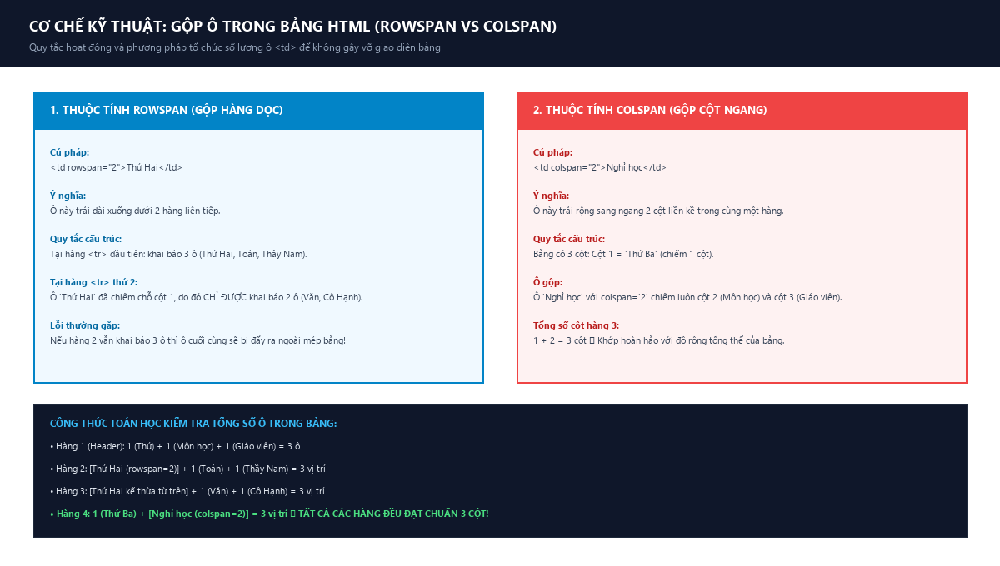 CƠ CHẾ KỸ THUẬT: GỘP Ô TRONG BẢNG HTML (ROWSPAN VS COLSPAN)
Quy tắc hoạt động và phương pháp tổ chức số lượng ô <td> để không gây vỡ giao diện bảng
1. THUỘC TÍNH ROWSPAN (GỘP HÀNG DỌC)
Cú pháp:
<td rowspan="2">Thứ Hai</td>
Ý nghĩa:
Ô này trải dài xuống dưới 2 hàng liên tiếp.
Quy tắc cấu trúc:
Tại hàng <tr> đầu tiên: khai báo 3 ô (Thứ Hai, Toán, Thầy Nam).
Tại hàng <tr> thứ 2:
Ô 'Thứ Hai' đã chiếm chỗ cột 1, do đó CHỈ ĐƯỢC khai báo 2 ô (Văn, Cô Hạnh).
Lỗi thường gặp:
Nếu hàng 2 vẫn khai báo 3 ô thì ô cuối cùng sẽ bị đẩy ra ngoài mép bảng!
2. THUỘC TÍNH COLSPAN (GỘP CỘT NGANG)
Cú pháp:
<td colspan="2">Nghỉ học</td>
Ý nghĩa:
Ô này trải rộng sang ngang 2 cột liền kề trong cùng một hàng.
Quy tắc cấu trúc:
Bảng có 3 cột: Cột 1 = 'Thứ Ba' (chiếm 1 cột).
Ô gộp:
Ô 'Nghỉ học' với colspan='2' chiếm luôn cột 2 (Môn học) và cột 3 (Giáo viên).
Tổng số cột hàng 3:
1 + 2 = 3 cột ▯ Khớp hoàn hảo với độ rộng tổng thể của bảng.
CÔNG THỨC TOÁN HỌC KIỂM TRA TỔNG SỐ Ô TRONG BẢNG:
• Hàng 1 (Header): 1 (Thứ) + 1 (Môn học) + 1 (Giáo viên) = 3 ô
• Hàng 2: [Thứ Hai (rowspan=2)] + 1 (Toán) + 1 (Thầy Nam) = 3 vị trí
• Hàng 3: [Thứ Hai kế thừa từ trên] + 1 (Văn) + 1 (Cô Hạnh) = 3 vị trí
• Hàng 4: 1 (Thứ Ba) + [Nghỉ học (colspan=2)] = 3 vị trí ▯ TẤT CẢ CÁC HÀNG ĐỀU ĐẠT CHUẨN 3 CỘT!